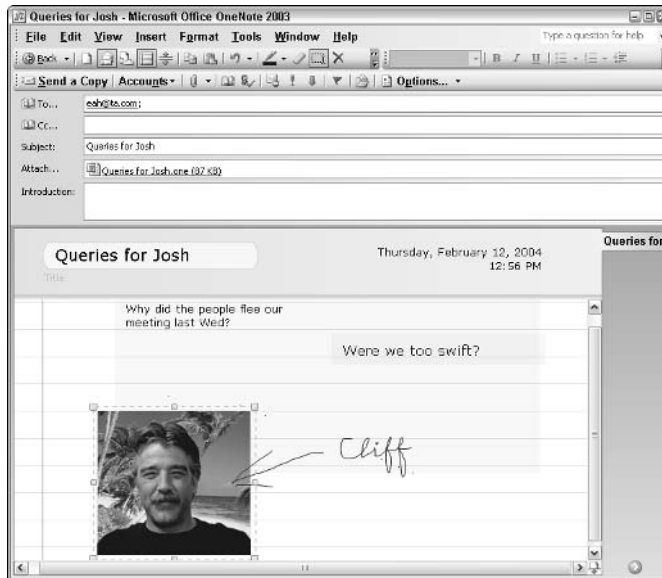 Queries for Josh - Microsoft Office OneNote 2003
File Edit View Insert Format Tools Window Help
Type a question for help
Back
B I U
Send a Copy Accounts Options...
To... eah@ta.com;
Cc...
Subject: Queries for Josh
Attach... Queries for Josh.one (87 KB)
Introduction:
Queries for Josh
Thursday, February 12, 2004
12:56 PM
Queries for
Title
Why did the people flee our
meeting last Wed?
Were we too swift?
Cliff